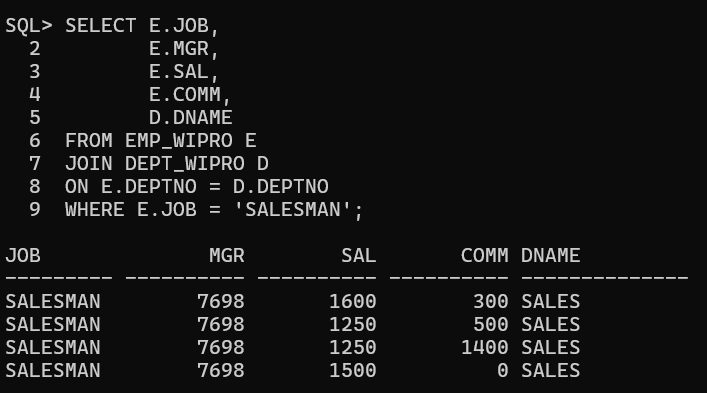 SQL> SELECT E.JOB,
  2         E.MGR,
  3         E.SAL,
  4         E.COMM,
  5         D.DNAME
  6  FROM EMP_WIPRO E
  7  JOIN DEPT_WIPRO D
  8  ON E.DEPTNO = D.DEPTNO
  9  WHERE E.JOB = 'SALESMAN';

JOB              MGR        SAL       COMM DNAME
--------- ---------- ---------- ---------- --------------
SALESMAN        7698       1600        300 SALES
SALESMAN        7698       1250        500 SALES
SALESMAN        7698       1250       1400 SALES
SALESMAN        7698       1500          0 SALES